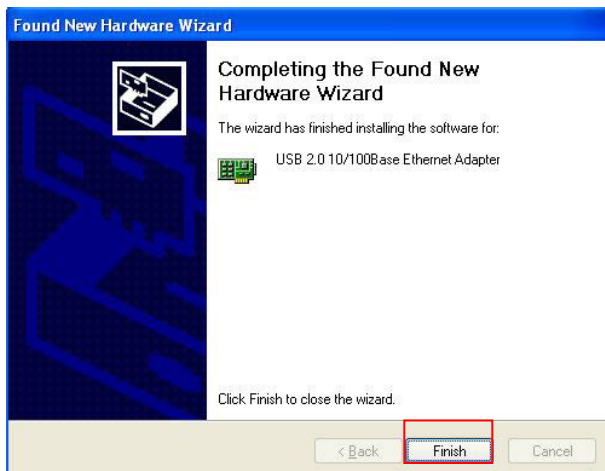 Found New Hardware Wizard
Completing the Found New
Hardware Wizard
The wizard has finished installing the software for:
USB 2.0 10/100Base Ethernet Adapter
Click Finish to close the wizard.
< Back
Finish
Cancel